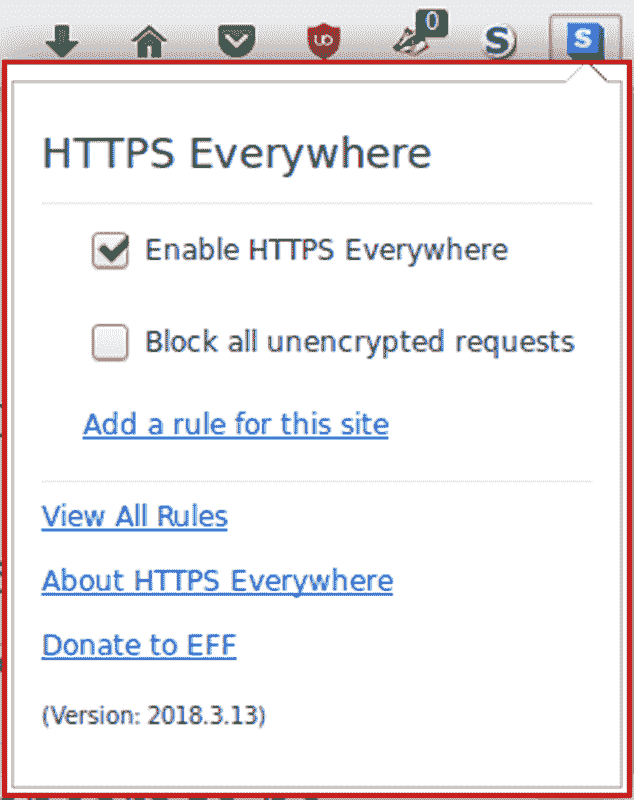 0
S
S
HTTPS Everywhere
Enable HTTPS Everywhere
Block all unencrypted requests
Add a rule for this site
View All Rules
About HTTPS Everywhere
Donate to EFF
(Version: 2018.3.13)